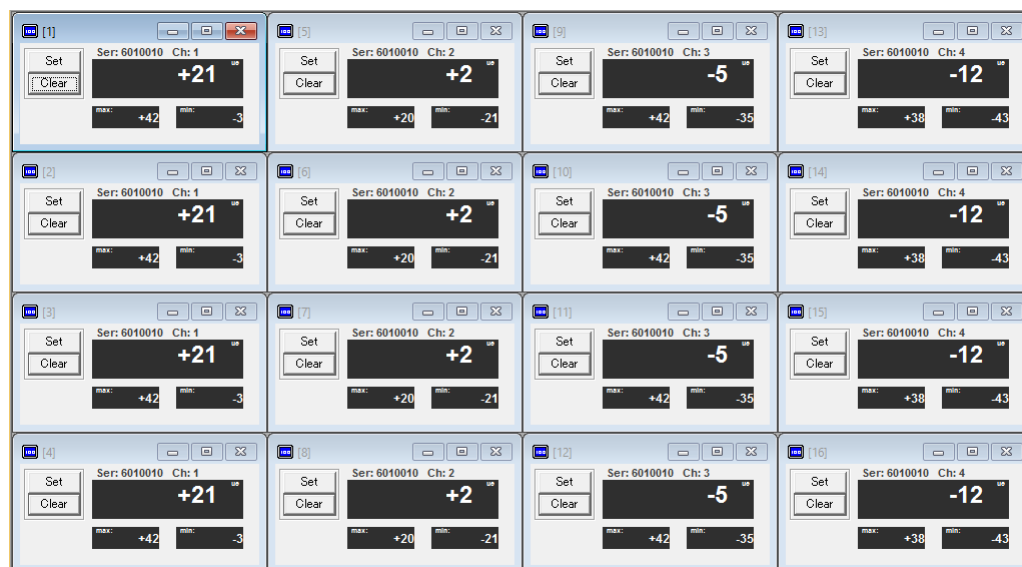 [1]
Ser: 6010010 Ch: 1
Set
Clear
+21 ue
max: +42 min: -3
[5]
Ser: 6010010 Ch: 2
Set
Clear
+2 ue
max: +20 min: -21
[9]
Ser: 6010010 Ch: 3
Set
Clear
-5 ue
max: +42 min: -35
[13]
Ser: 6010010 Ch: 4
Set
Clear
-12 ue
max: +38 min: -43
[2]
Ser: 6010010 Ch: 1
Set
Clear
+21 ue
max: +42 min: -3
[6]
Ser: 6010010 Ch: 2
Set
Clear
+2 ue
max: +20 min: -21
[10]
Ser: 6010010 Ch: 3
Set
Clear
-5 ue
max: +42 min: -35
[14]
Ser: 6010010 Ch: 4
Set
Clear
-12 ue
max: +38 min: -43
[3]
Ser: 6010010 Ch: 1
Set
Clear
+21 ue
max: +42 min: -3
[7]
Ser: 6010010 Ch: 2
Set
Clear
+2 ue
max: +20 min: -21
[11]
Ser: 6010010 Ch: 3
Set
Clear
-5 ue
max: +42 min: -35
[15]
Ser: 6010010 Ch: 4
Set
Clear
-12 ue
max: +38 min: -43
[4]
Ser: 6010010 Ch: 1
Set
Clear
+21 ue
max: +42 min: -3
[8]
Ser: 6010010 Ch: 2
Set
Clear
+2 ue
max: +20 min: -21
[12]
Ser: 6010010 Ch: 3
Set
Clear
-5 ue
max: +42 min: -35
[16]
Ser: 6010010 Ch: 4
Set
Clear
-12 ue
max: +38 min: -43